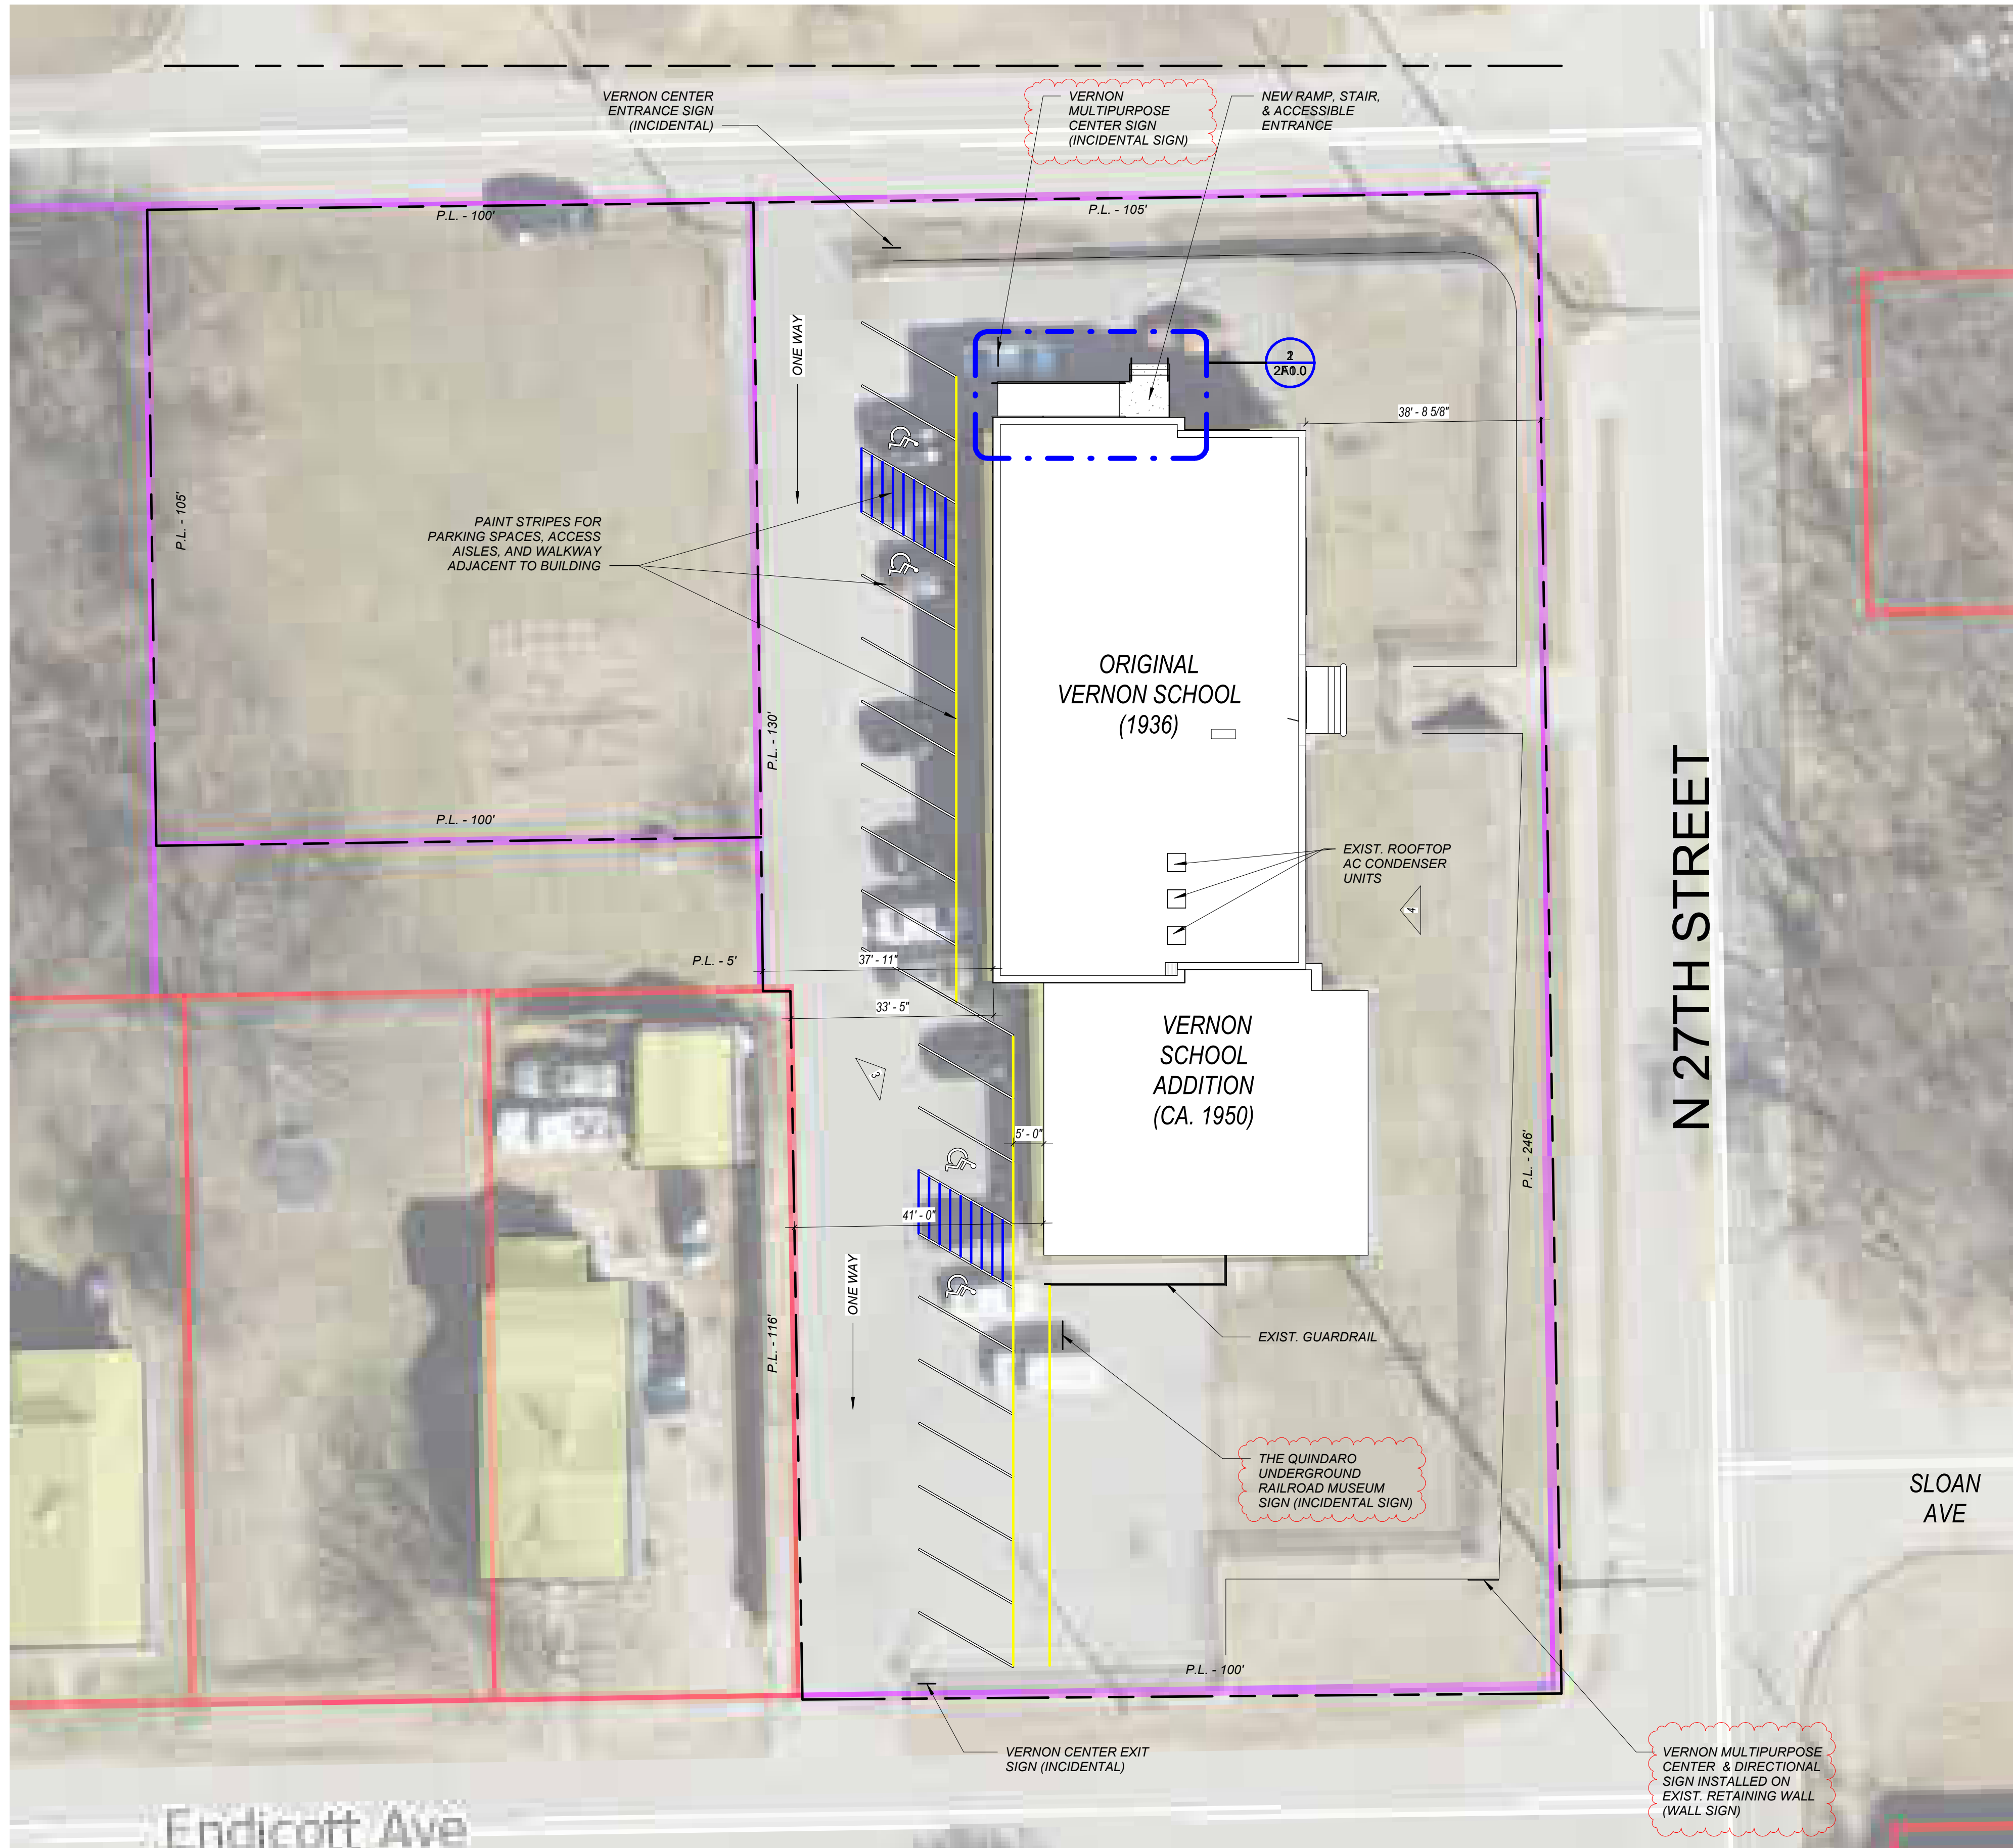 VERNON CENTER
ENTRANCE SIGN
(INCIDENTAL)
VERNON
MULTIPURPOSE
CENTER SIGN
(INCIDENTAL SIGN)
NEW RAMP, STAIR,
& ACCESSIBLE
ENTRANCE
P.L. - 100'
P.L. - 105'
ONE WAY
38' - 8 5/8"
P.L. - 105'
PAINT STRIPES FOR
PARKING SPACES, ACCESS
AISLES, AND WALKWAY
ADJACENT TO BUILDING
ORIGINAL
VERNON SCHOOL
(1936)
P.L. - 130'
P.L. - 100'
EXIST. ROOFTOP
AC CONDENSER
UNITS
4
N 27TH STREET
P.L. - 5'
37' - 11"
33' - 5"
VERNON
SCHOOL
ADDITION
(CA. 1950)
3
5' - 0"
P.L. - 246'
41' - 0"
ONE WAY
P.L. - 116'
EXIST. GUARDRAIL
THE QUINDARO
UNDERGROUND
RAILROAD MUSEUM
SIGN (INCIDENTAL SIGN)
SLOAN
AVE
P.L. - 100'
VERNON CENTER EXIT
SIGN (INCIDENTAL)
VERNON MULTIPURPOSE
CENTER & DIRECTIONAL
SIGN INSTALLED ON
EXIST. RETAINING WALL
(WALL SIGN)
Endicott Ave